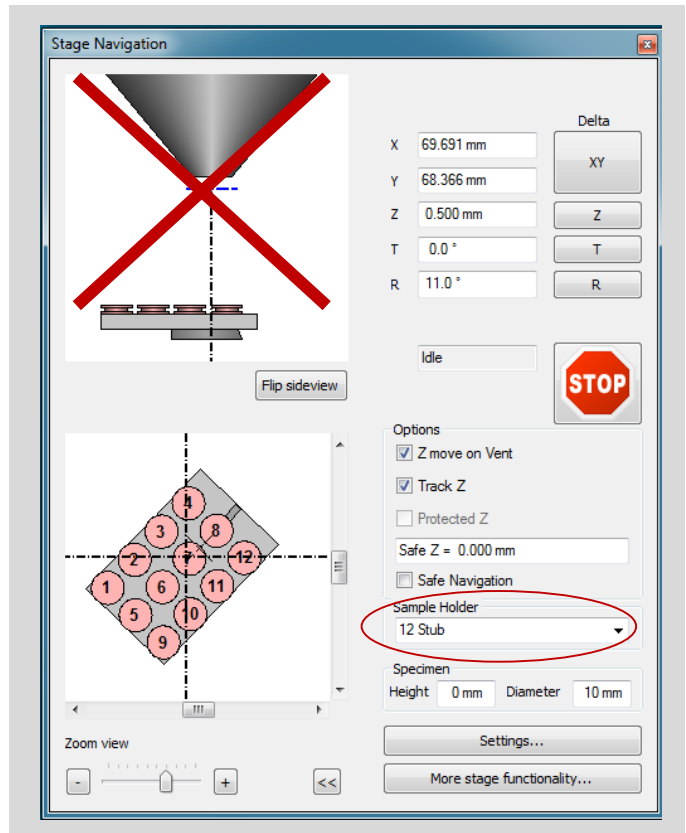 Stage Navigation
Delta
X 69.691 mm XY
Y 68.366 mm
Z 0.500 mm Z
T 0.0 ° T
R 11.0 ° R
Idle
STOP
Flip sideview
Options
Z move on Vent
Track Z
Protected Z
Safe Z = 0.000 mm
Safe Navigation
Sample Holder
12 Stub
Specimen
Height 0 mm Diameter 10 mm
Settings...
More stage functionality...
4
3 8
2 7 12
1 6 11
5 10
9
Zoom view
- + <<